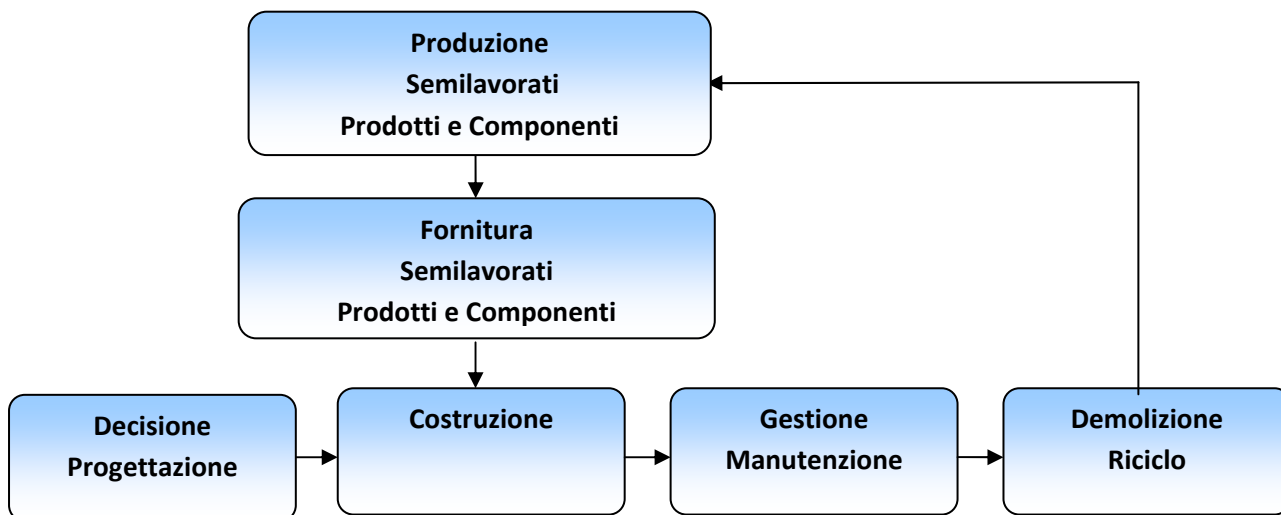 Produzione
Semilavorati
Prodotti e Componenti
Fornitura
Semilavorati
Prodotti e Componenti
Decisione
Progettazione
Costruzione
Gestione
Manutenzione
Demolizione
Riciclo